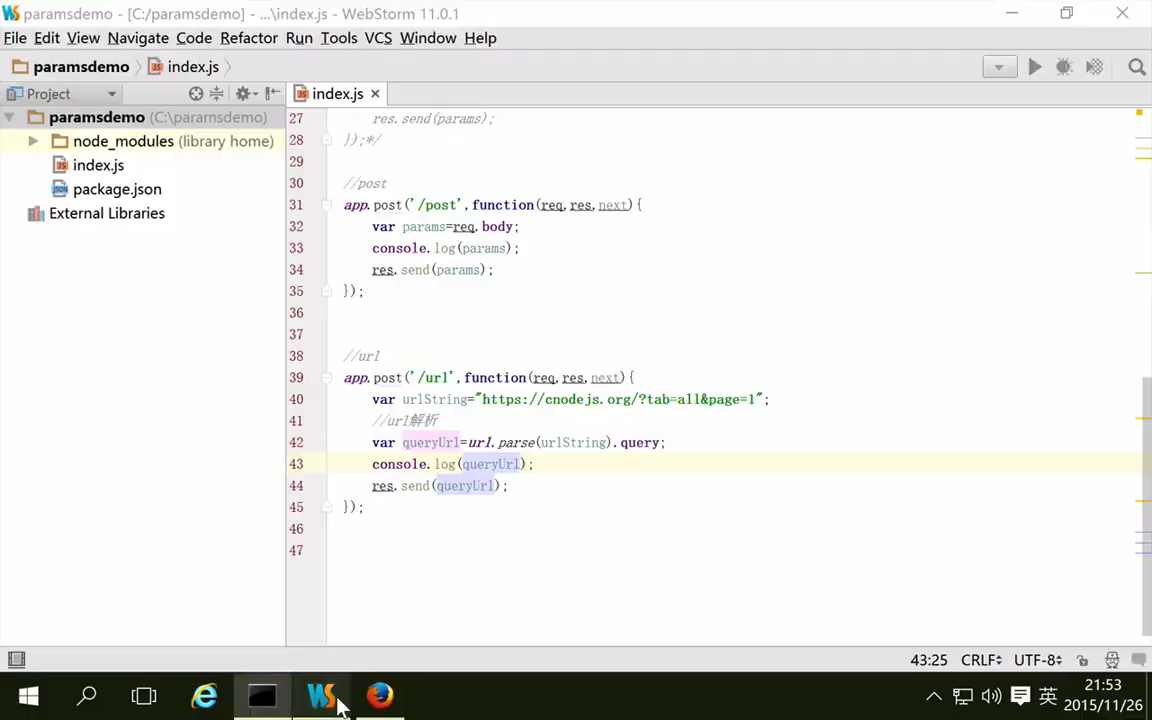 paramsdemo - [C:/paramsdemo] - ...\index.js - WebStorm 11.0.1
File Edit View Navigate Code Refactor Run Tools VCS Window Help
paramsdemo index.js
Project index.js
paramsdemo (C:\paramsdemo)
node_modules (library home)
index.js
package.json
External Libraries
27 res.send(params);
28 });*/
29
30 //post
31 app.post('/post',function(req,res,next){
32 var params=req.body;
33 console.log(params);
34 res.send(params);
35 });
36
37
38 //url
39 app.post('/url',function(req,res,next){
40 var urlString="https://cnodejs.org/?tab=all&page=1";
41 //url解析
42 var queryUrl=url.parse(urlString).query;
43 console.log(queryUrl);
44 res.send(queryUrl);
45 });
46
47
43:25 CRLF UTF-8
英 21:53
2015/11/26